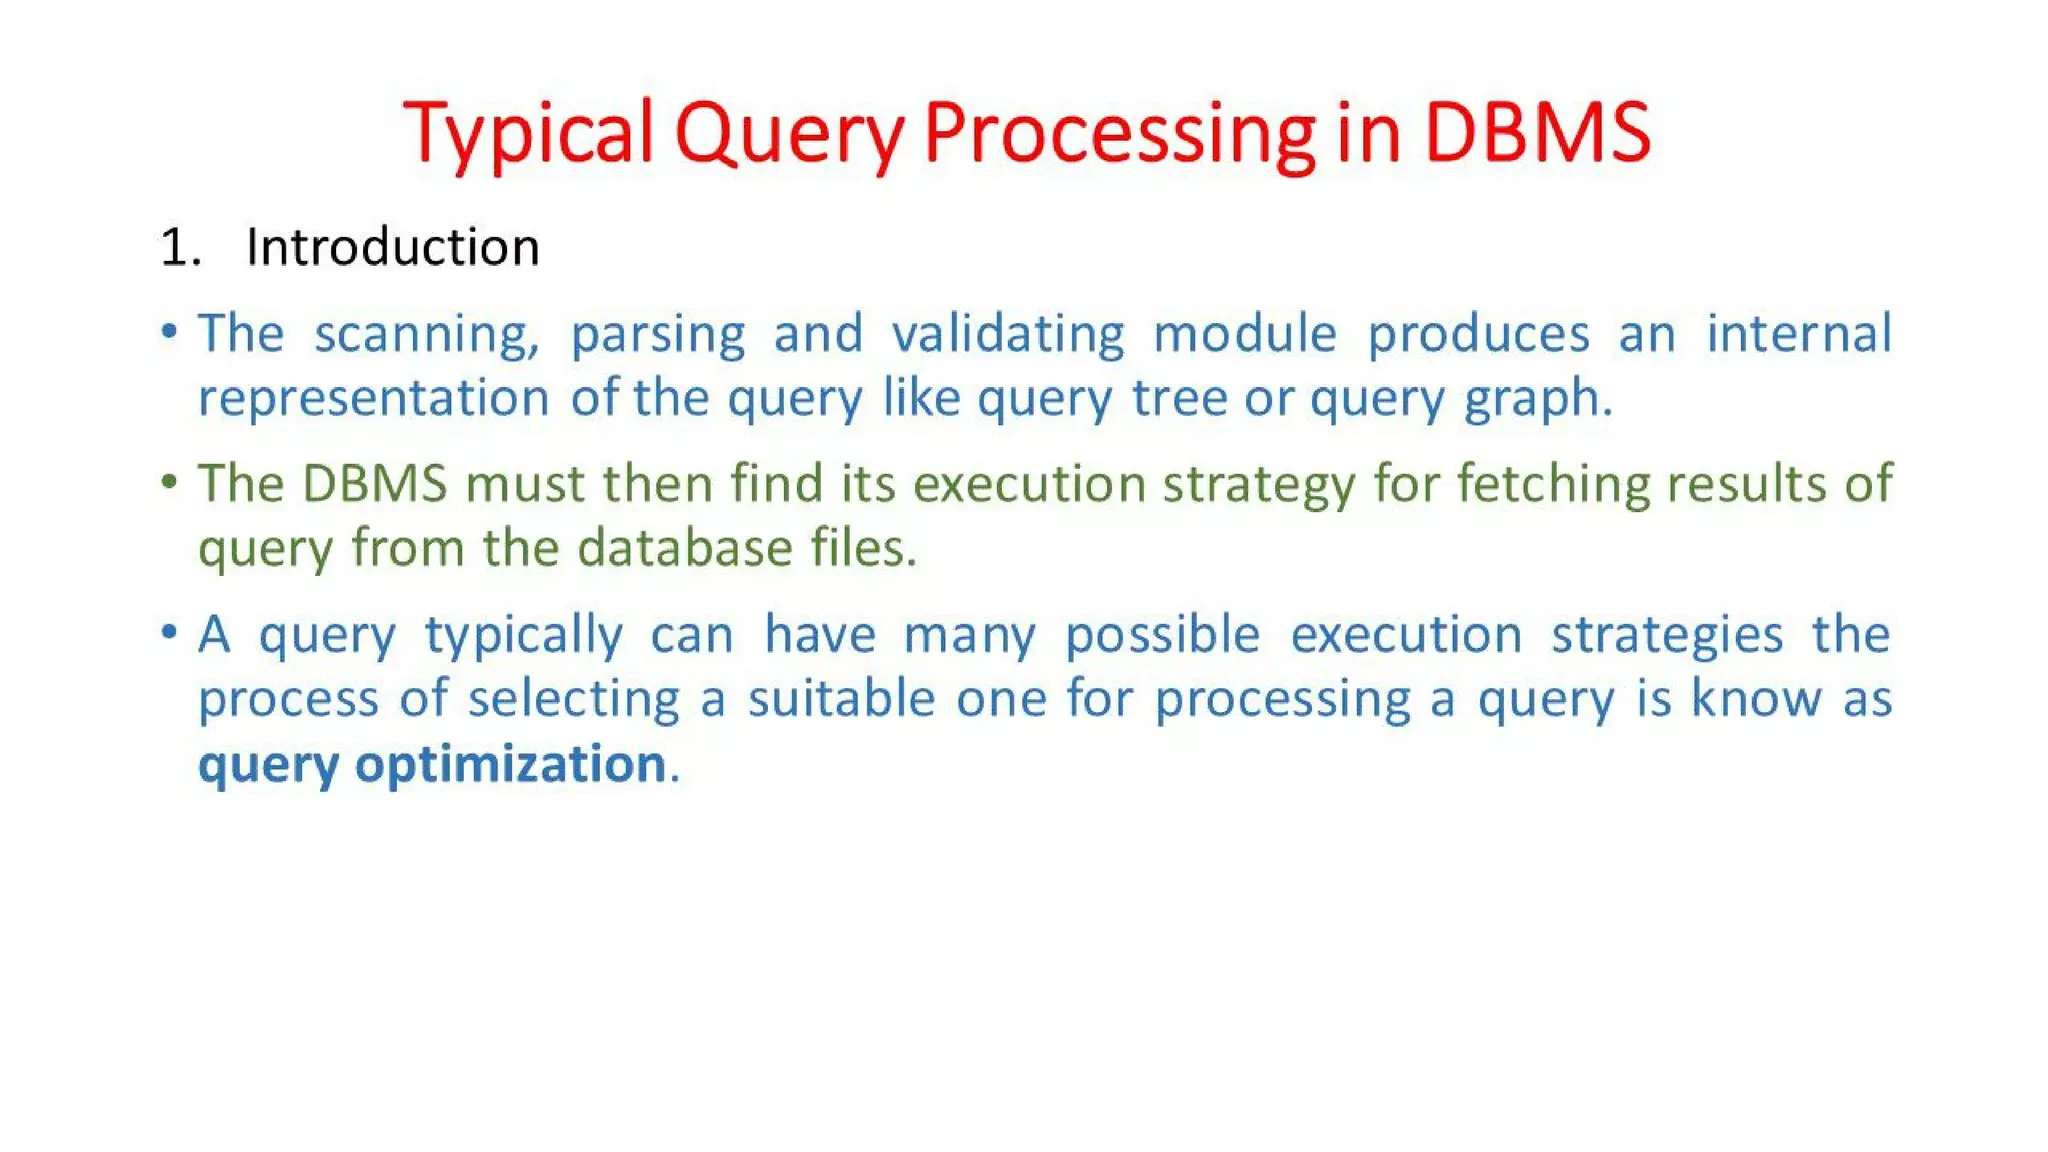 Typical Query Processing in DBMS
1. Introduction
• The scanning, parsing and validating module produces an internal
representation of the query like query tree or query graph.
• The DBMS must then find its execution strategy for fetching results of
query from the database files.
• A query typically can have many possible execution strategies the
process of selecting a suitable one for processing a query is know as
query optimization.